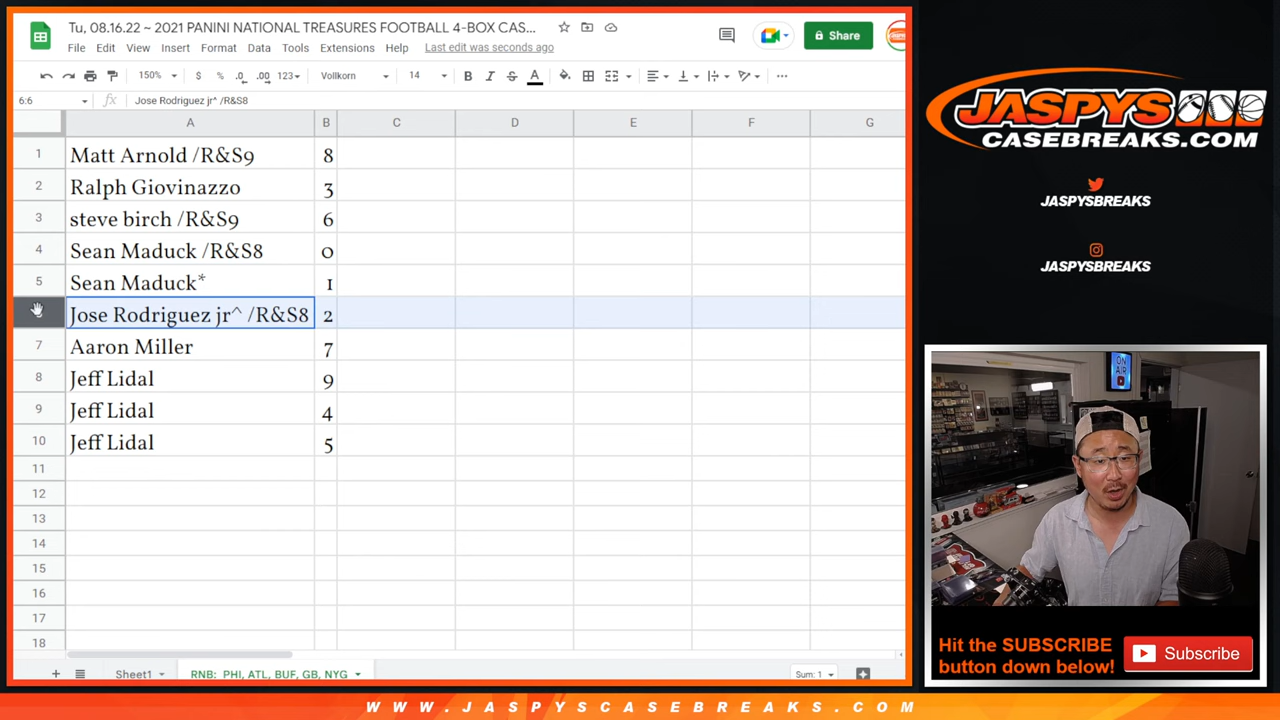 Tu, 08.16.22 ~ 2021 PANINI NATIONAL TREASURES FOOTBALL 4-BOX CAS...
File Edit View Insert Format Data Tools Extensions Help Last edit was seconds ago
Share
150% $ % .0 .00 123 Vollkorn 14 B I S A
6:6 fx Jose Rodriguez jr^ /R&S8
A B C D E F G
1 Matt Arnold /R&S9 8
2 Ralph Giovinazzo 3
3 steve birch /R&S9 6
4 Sean Maduck /R&S8 0
5 Sean Maduck* 1
Jose Rodriguez jr^ /R&S8 2
7 Aaron Miller 7
8 Jeff Lidal 9
9 Jeff Lidal 4
10 Jeff Lidal 5
11
12
13
14
15
16
17
18
Sheet1 RNB: PHI, ATL, BUF, GB, NYG Sum: 1
JASPYS
CASEBREAKS.COM
JASPYSBREAKS
JASPYSBREAKS
ON
AIR
Hit the SUBSCRIBE
button down below!
Subscribe
WWW.JASPYSCASEBREAKS.COM